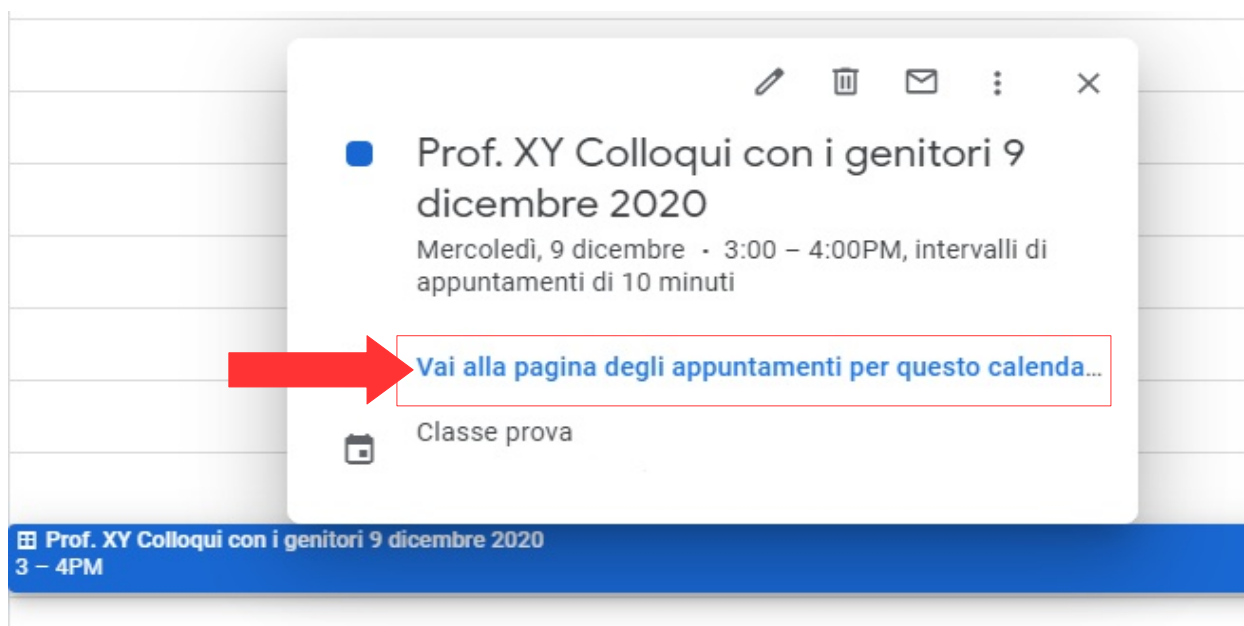 Prof. XY Colloqui con i genitori 9
dicembre 2020
Mercoledì, 9 dicembre · 3:00 – 4:00PM, intervalli di
appuntamenti di 10 minuti
Vai alla pagina degli appuntamenti per questo calenda...
Classe prova
Prof. XY Colloqui con i genitori 9 dicembre 2020
3 – 4PM